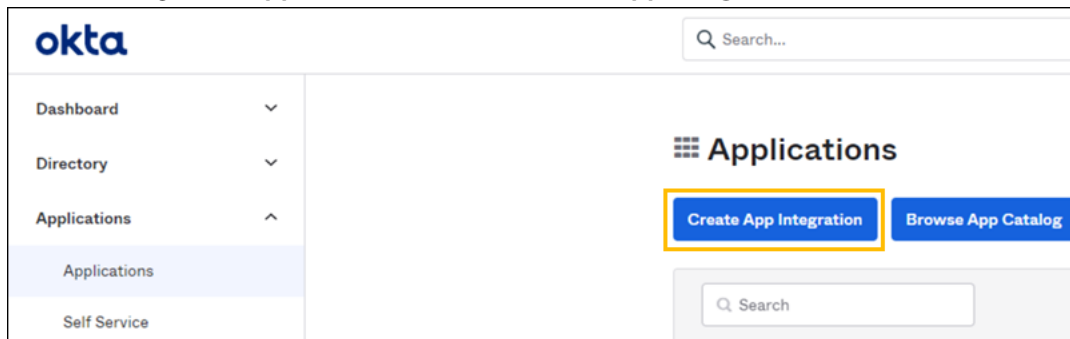 okta
Search...
Dashboard
Directory
Applications
Applications
Self Service
Applications
Create App Integration
Browse App Catalog
Search